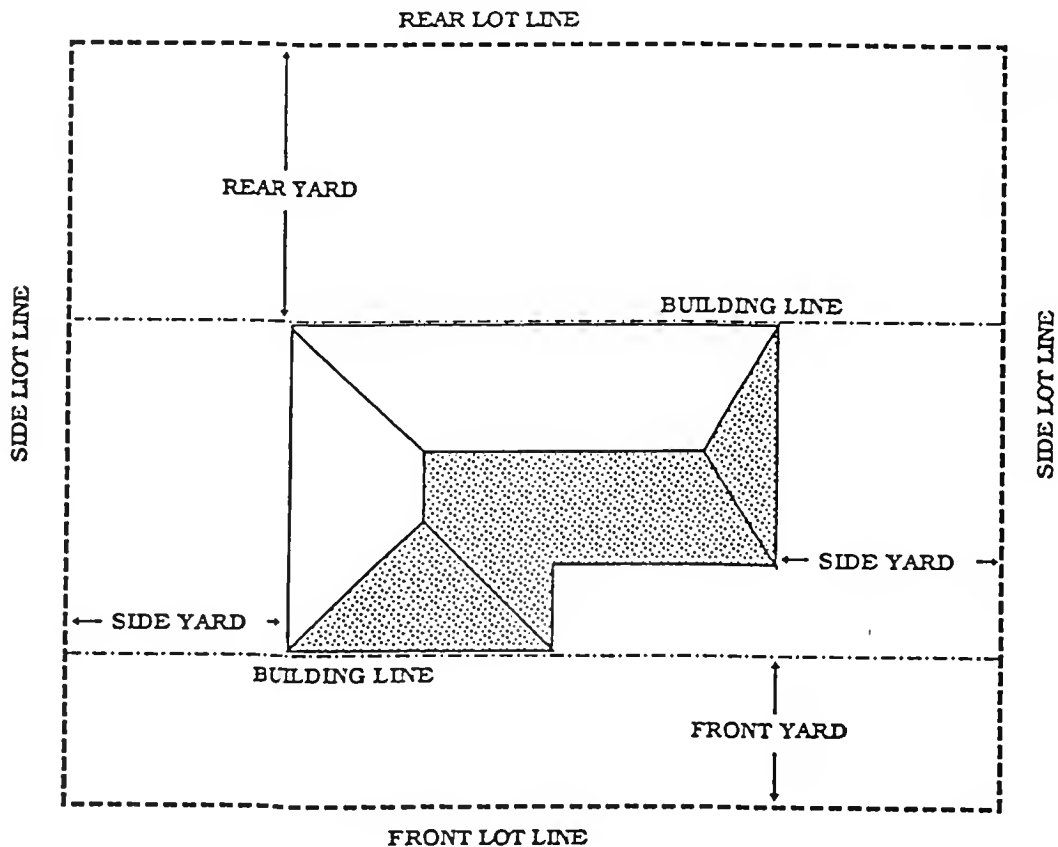 REAR LOT LINE
REAR YARD
BUILDING LINE
SIDE LIOT LINE
SIDE LOT LINE
SIDE YARD
SIDE YARD
BUILDING LINE
FRONT YARD
FRONT LOT LINE